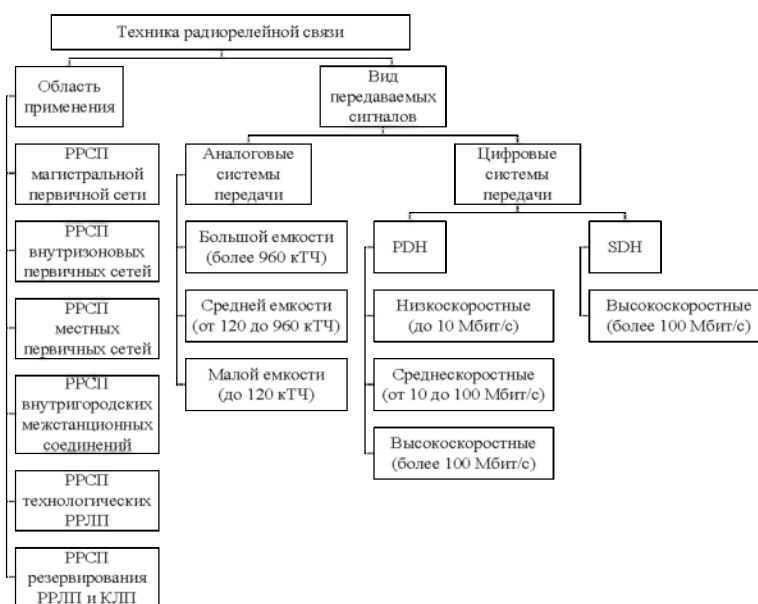 Техника радиорелейной связи
Область
применения
РРСП
магистральной
первичной сети
РРСП
внутризоновых
первичных сетей
РРСП
местных
первичных сетей
РРСП
внутригородских
межстанционных
соединений
РРСП
технологических
РРЛП
РРСП
резервирования
РРЛП и КЛП
Вид
передаваемых
сигналов
Аналоговые
системы
передачи
Большой емкости
(более 960 кТЧ)
Средней емкости
(от 120 до 960 кТЧ)
Малой емкости
(до 120 кТЧ)
Цифровые
системы
передачи
PDH
Низкоскоростные
(до 10 Мбит/с)
Среднескоростные
(от 10 до 100 Мбит/с)
Высокоскоростные
(более 100 Мбит/с)
SDH
Высокоскоростные
(более 100 Мбит/с)